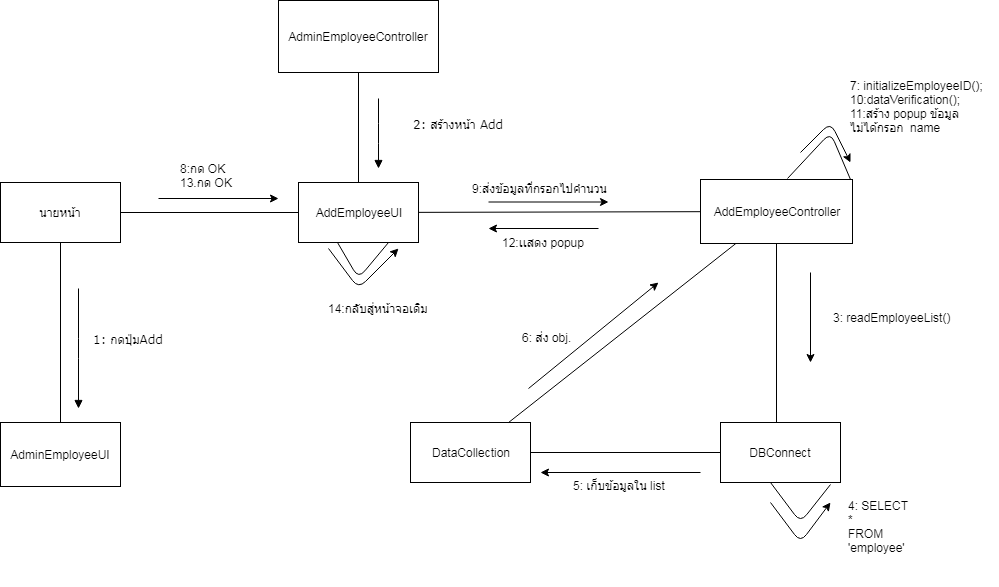 AdminEmployeeController
7: initializeEmployeeID();
10:dataVerification();
11:สร้าง popup ข้อมูล
ไม่ได้กรอก name
2: สร้างหน้า Add
8:กด OK
13.กด OK
9:ส่งข้อมูลที่กรอกไปคำนวน
นายหน้า
AddEmployeeUI
AddEmployeeController
12:แสดง popup
14:กลับสู่หน้าจอเดิม
3: readEmployeeList()
1: กดปุ่มAdd
6: ส่ง obj.
AdminEmployeeUI
DataCollection
DBConnect
5: เก็บข้อมูลใน list
4: SELECT
*
FROM
'employee'